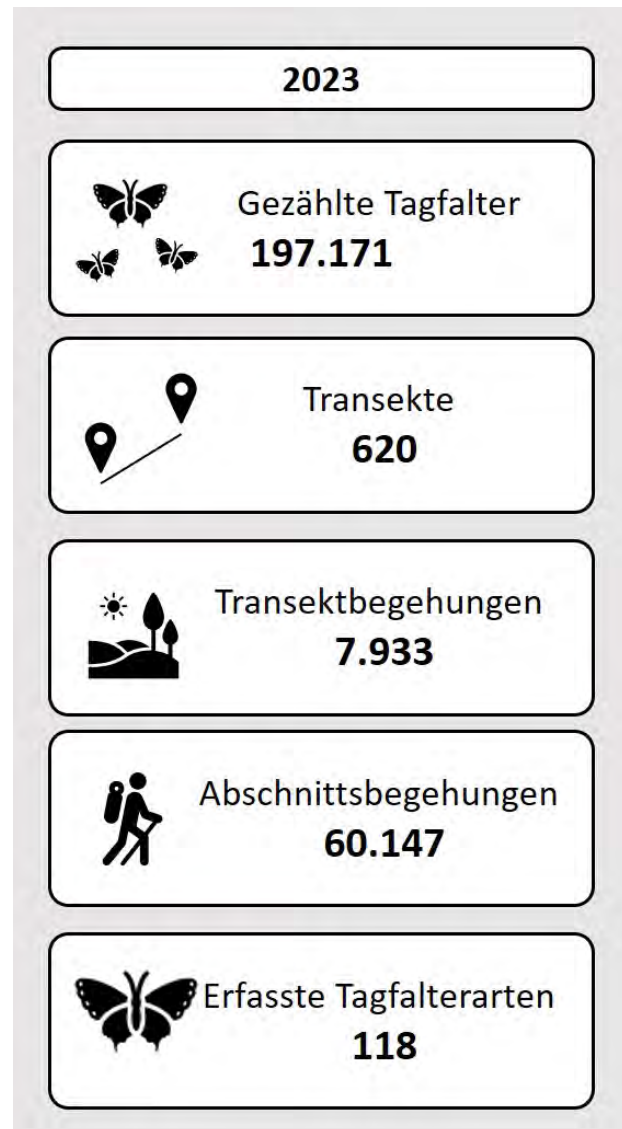 2023
Gezählte Tagfalter
197.171
Transekte
620
Transektbegehungen
7.933
Abschnittsbegehungen
60.147
Erfasste Tagfalterarten
118